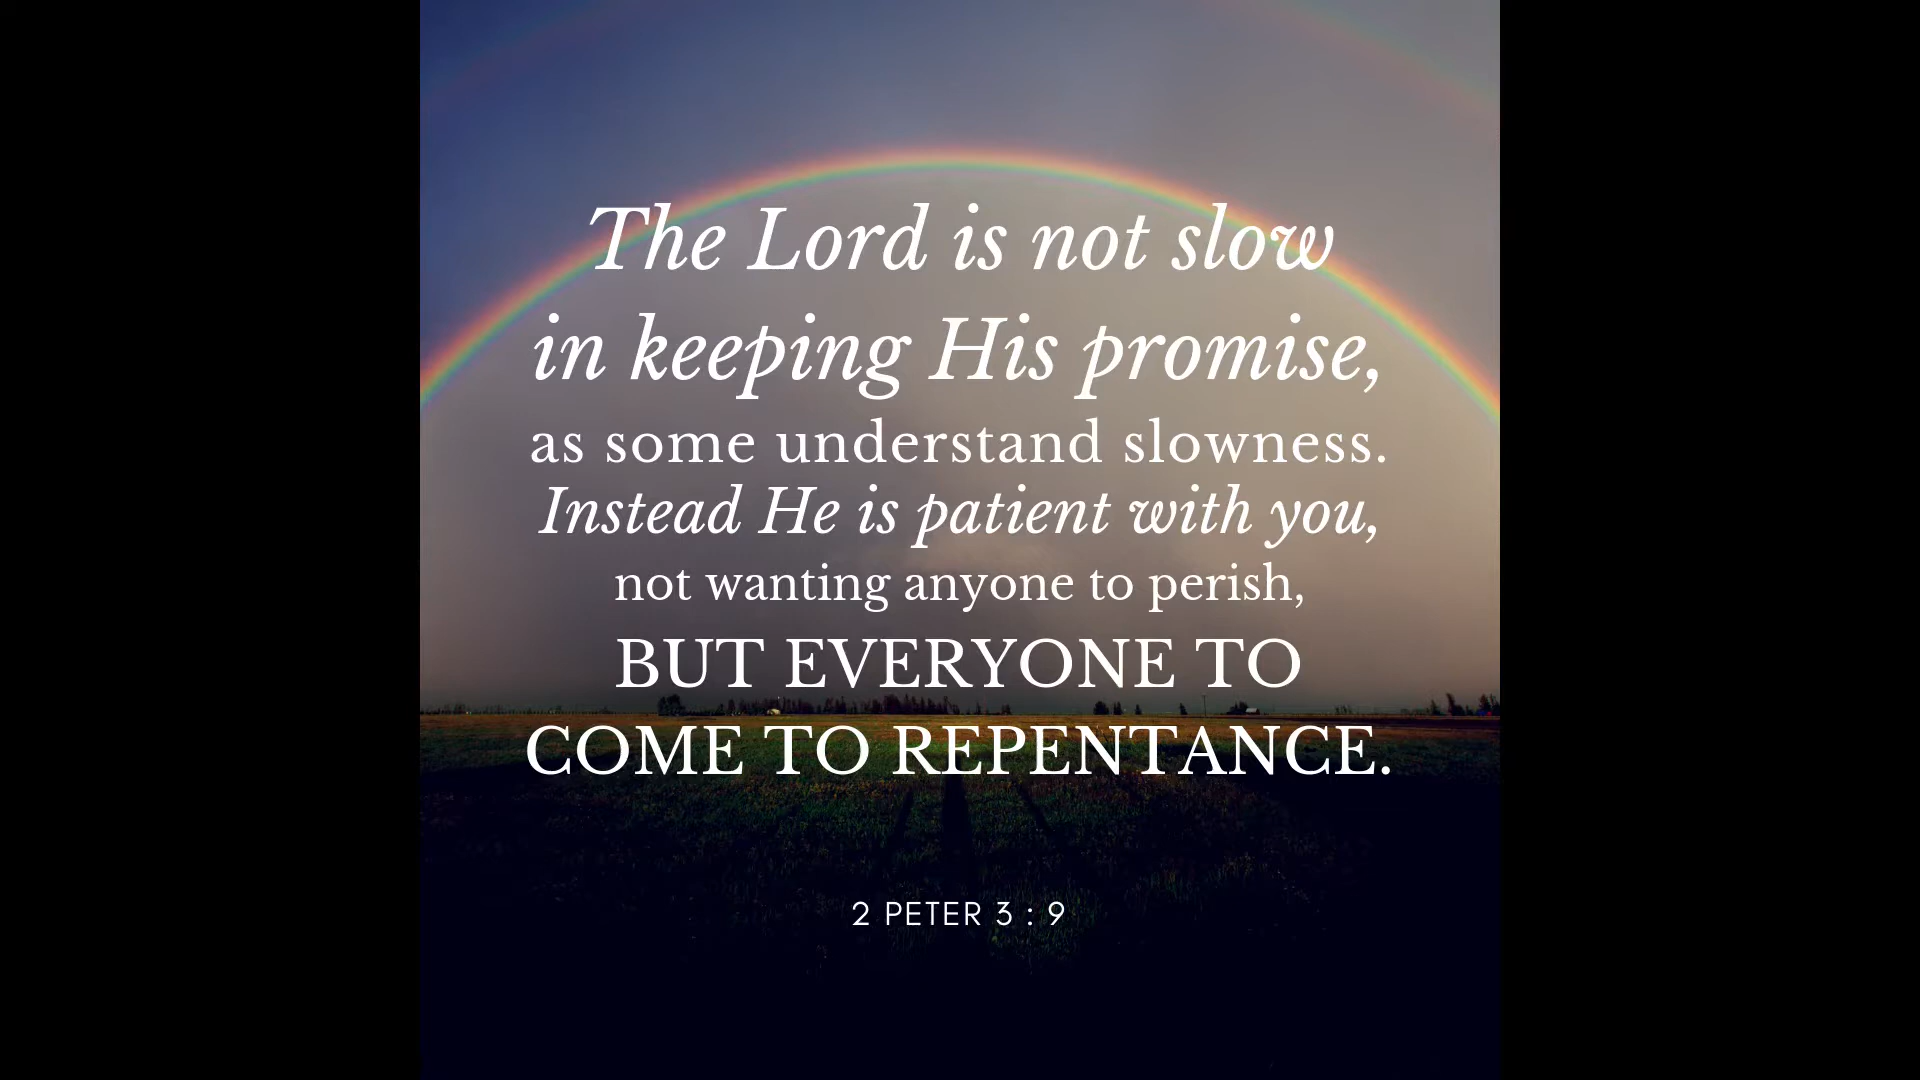 The Lord is not slow
in keeping His promise,
as some understand slowness.
Instead He is patient with you,
not wanting anyone to perish,
BUT EVERYONE TO
COME TO REPENTANCE.
2 PETER 3 : 9